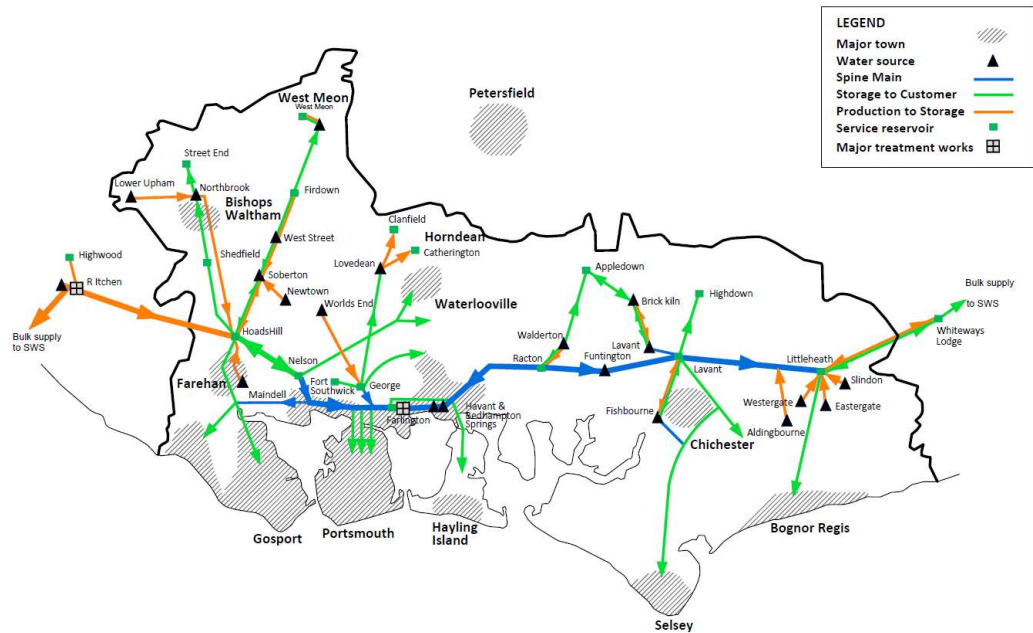 LEGEND
Major town
Water source
Spine Main
Storage to Customer
Production to Storage
Service reservoir
Major treatment works
Petersfield
West Meon
West Meon
Street End
Lower Upham
Northbrook
Firdown
Bishops
Waltham
Clanfield
West Street
Horndean
Catherington
Highwood
Shedfield
Lovedean
R Itchen
Soberton
Newtown
Worlds End
Waterlooville
Appledown
Brick kiln
Highdown
Bulk supply
to SWS
Bulk supply
to SWS
HoadsHill
Walderton
Lavant
Whiteways
Lodge
Nelson
Racton
Funtington
Lavant
Littleheath
Farehan
Fort
Southwick
George
Slindon
Maindell
Westergate
Eastergate
Farlington
Havant &
Bedhampton
Springs
Fishbourne
Aldingbourne
Chichester
Gosport
Portsmouth
Hayling
Island
Bognor Regis
Selsey